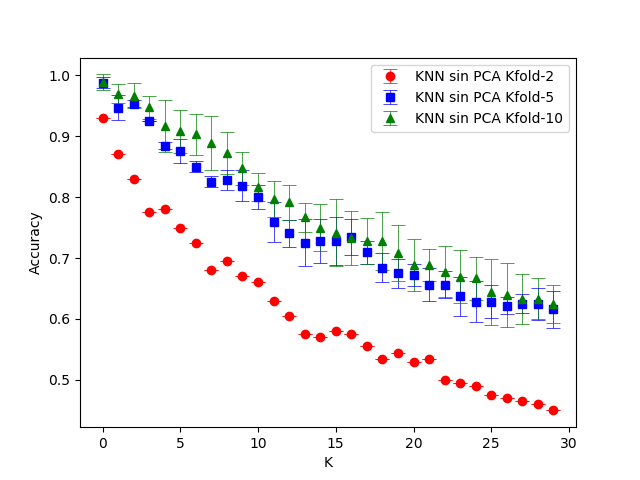 1.0
0.9
0.8
0.7
0.6
0.5
Accuracy
KNN sin PCA Kfold-2
KNN sin PCA Kfold-5
KNN sin PCA Kfold-10
0 5 10 15 20 25 30
K